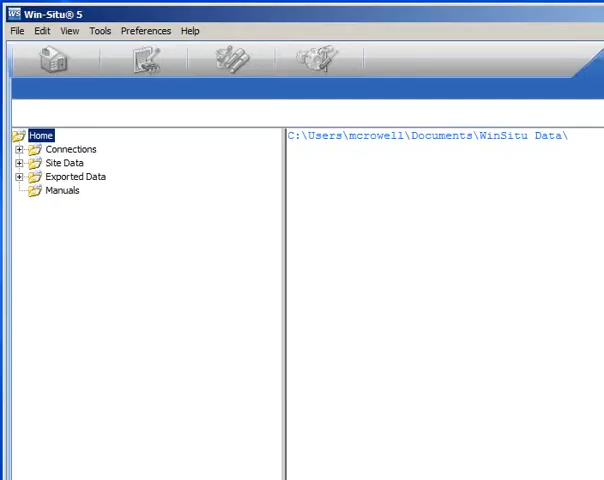 WS Win-Situ® 5
File Edit View Tools Preferences Help
Home
C:\Users\mcrowell\Documents\WinSitu Data\
Connections
Site Data
Exported Data
Manuals